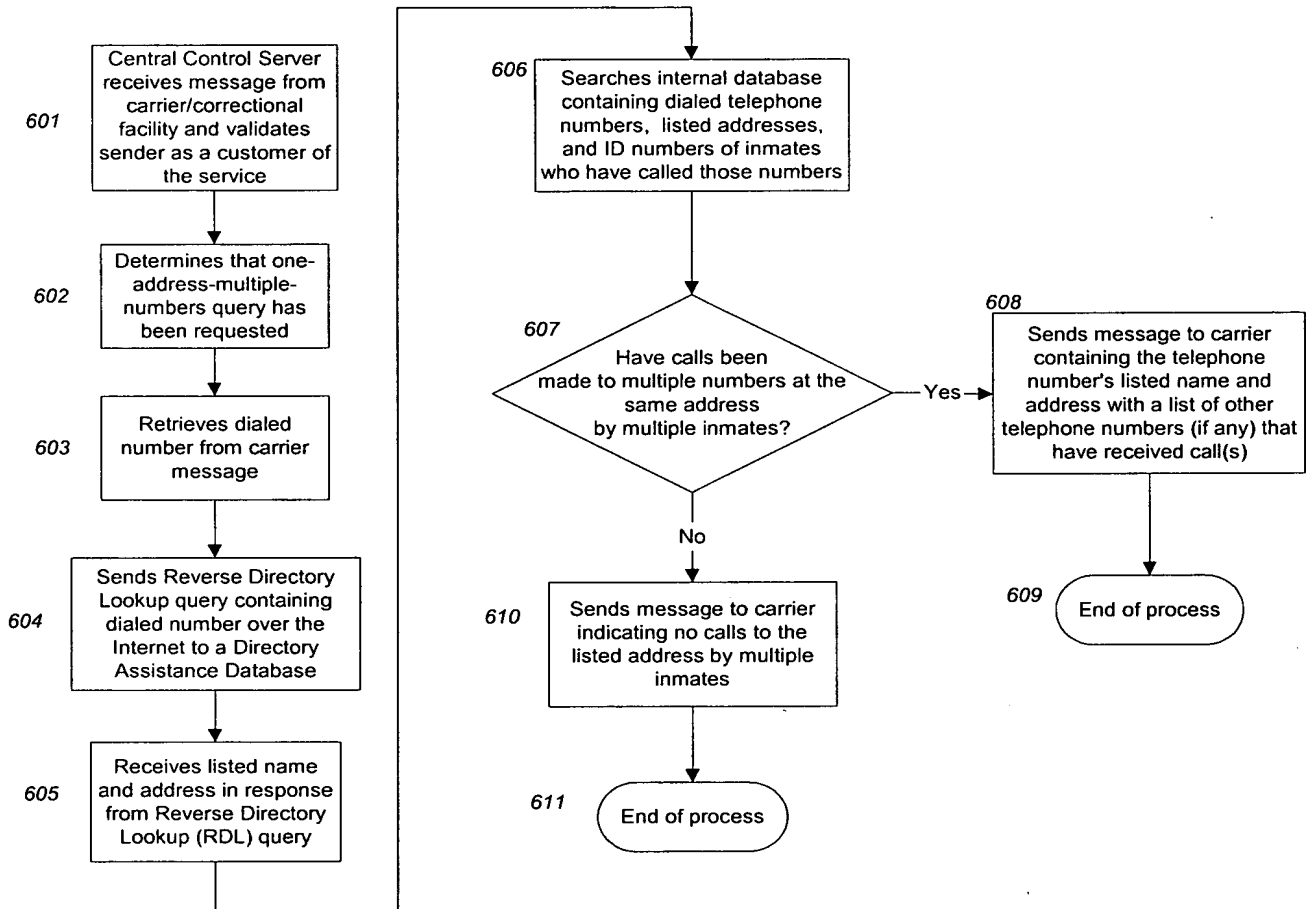 601
Central Control Server
receives message from
carrier/correctional
facility and validates
sender as a customer of
the service
602
Determines that one-
address-multiple-
numbers query has
been requested
603
Retrieves dialed
number from carrier
message
604
Sends Reverse Directory
Lookup query containing
dialed number over the
Internet to a Directory
Assistance Database
605
Receives listed name
and address in response
from Reverse Directory
Lookup (RDL) query
606
Searches internal database
containing dialed telephone
numbers, listed addresses,
and ID numbers of inmates
who have called those numbers
607
Have calls been
made to multiple numbers at the
same address
by multiple inmates?
Yes
608
Sends message to carrier
containing the telephone
number's listed name and
address with a list of other
telephone numbers (if any) that
have received call(s)
609
End of process
No
610
Sends message to carrier
indicating no calls to the
listed address by multiple
inmates
611
End of process